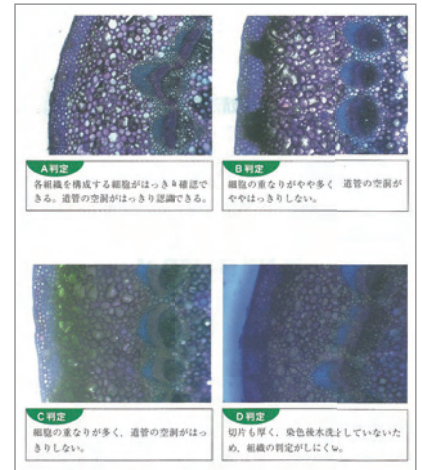 A判定
各組織を構成する細胞がはっきり確認で
きる。道管の空洞がはっきり認識できる。
B判定
細胞の重なりがやや多く 道管の空洞が
ややはっきりしない。
C判定
細胞の重なりが多く,道管の空洞がはっ
きりしない。
D判定
切片も厚く,染色後水洗としていないた
め,組織の判定がしにくい。